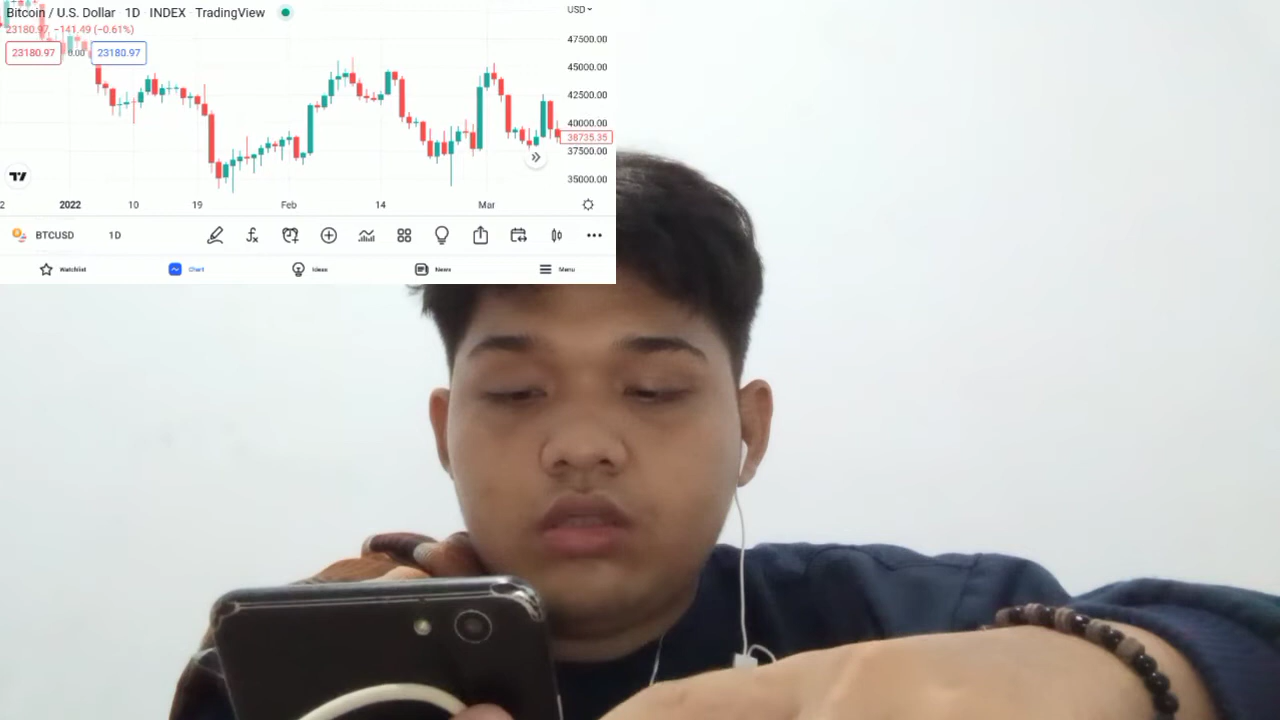 Bitcoin / U.S. Dollar 1D INDEX TradingView
USD
23180.97 −141.49 (−0.61%)
23180.97 0.00 23180.97
47500.00
45000.00
42500.00
40000.00
38735.35
37500.00
35000.00
2 2022 10 19 Feb 14 Mar
BTCUSD 1D
Watchlist Chart Ideas News Menu